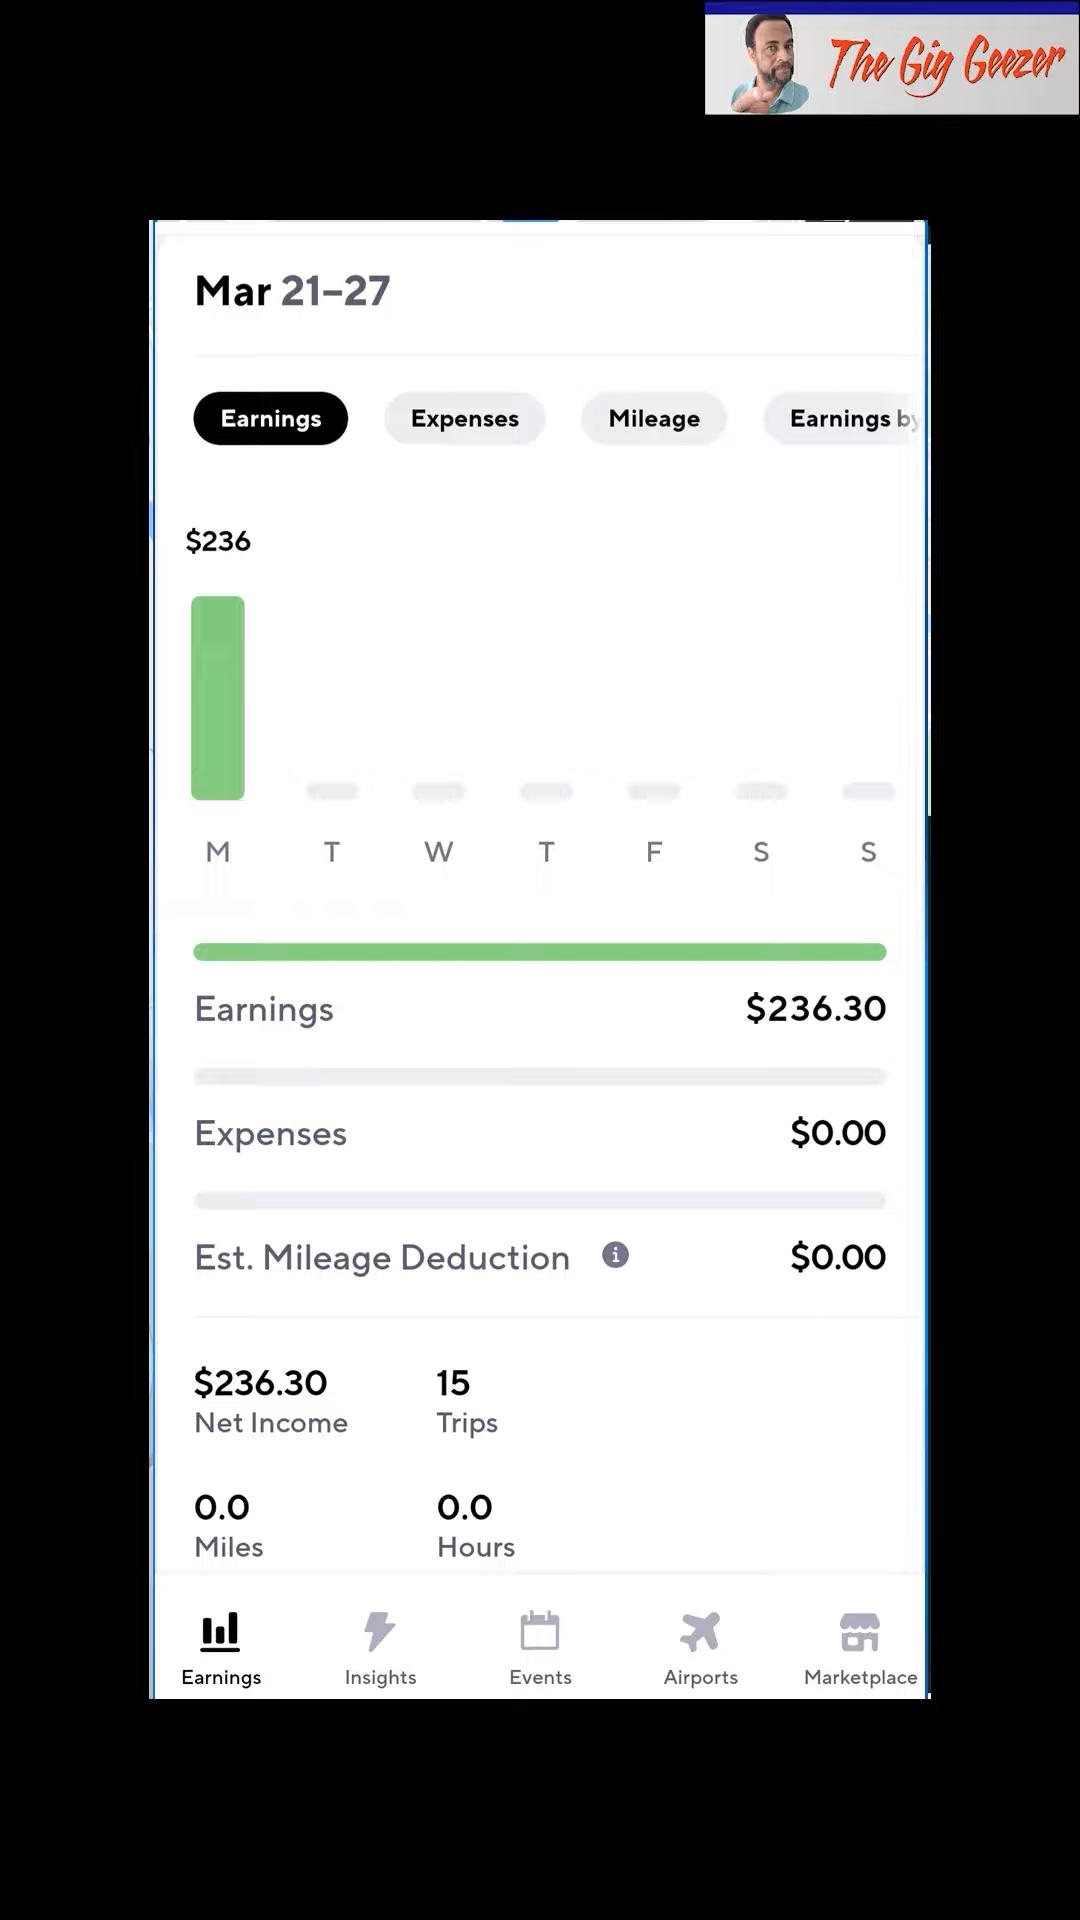 The Gig Geezer
Mar 21–27
Earnings Expenses Mileage Earnings by
$236
M T W T F S S
Earnings $236.30
Expenses $0.00
Est. Mileage Deduction i $0.00
$236.30 15
Net Income Trips
0.0 0.0
Miles Hours
Earnings Insights Events Airports Marketplace